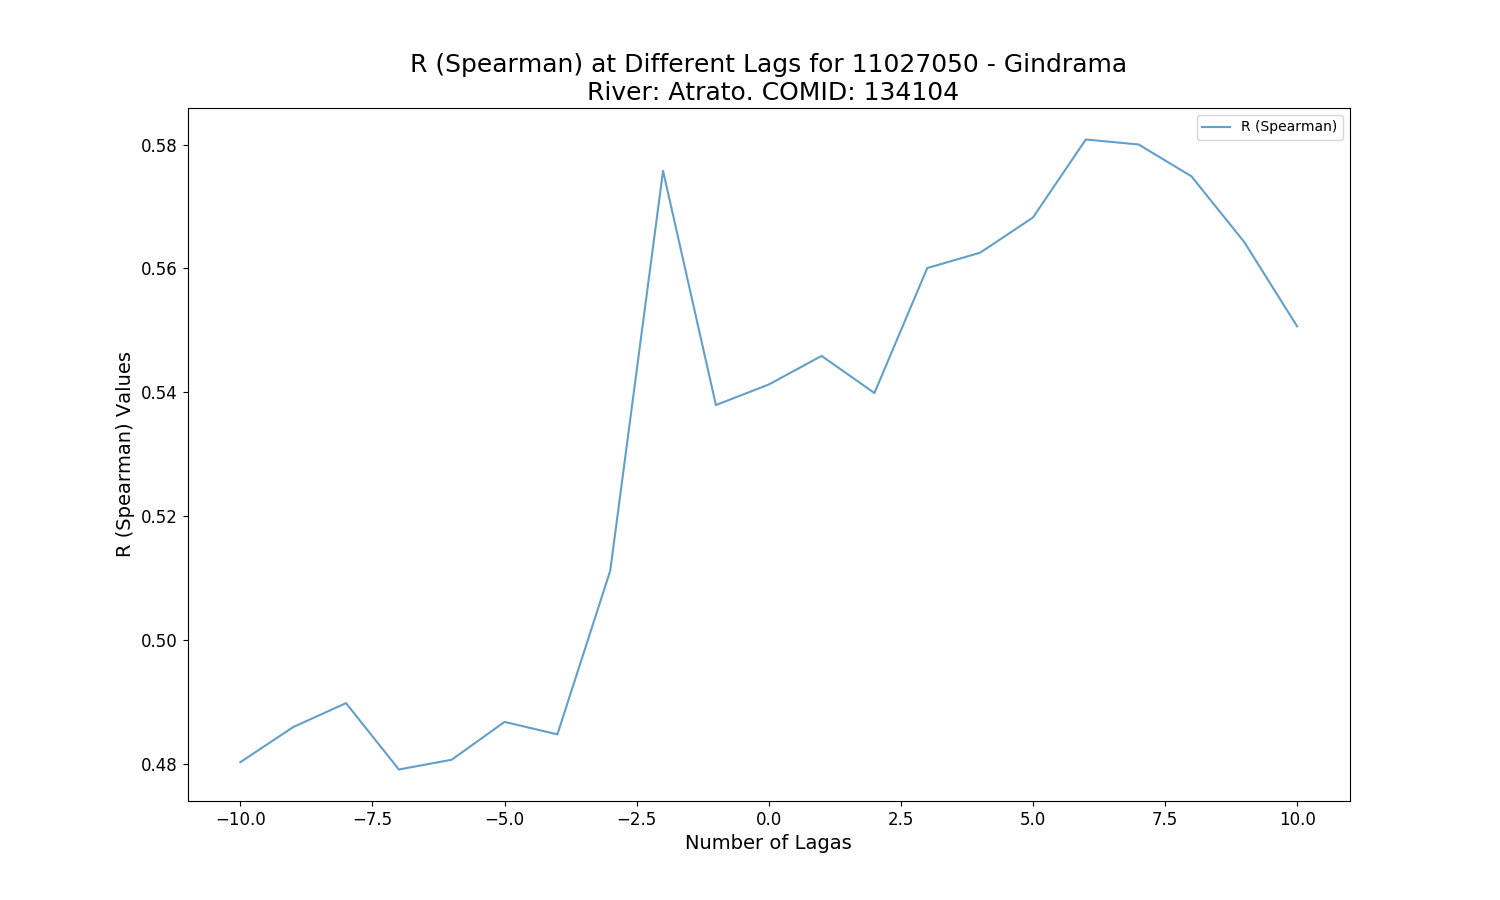 R (Spearman) at Different Lags for 11027050 - Gindrama
River: Atrato. COMID: 134104
R (Spearman)
R (Spearman) Values
0.58
0.56
0.54
0.52
0.50
0.48
−10.0 −7.5 −5.0 −2.5 0.0 2.5 5.0 7.5 10.0
Number of Lagas